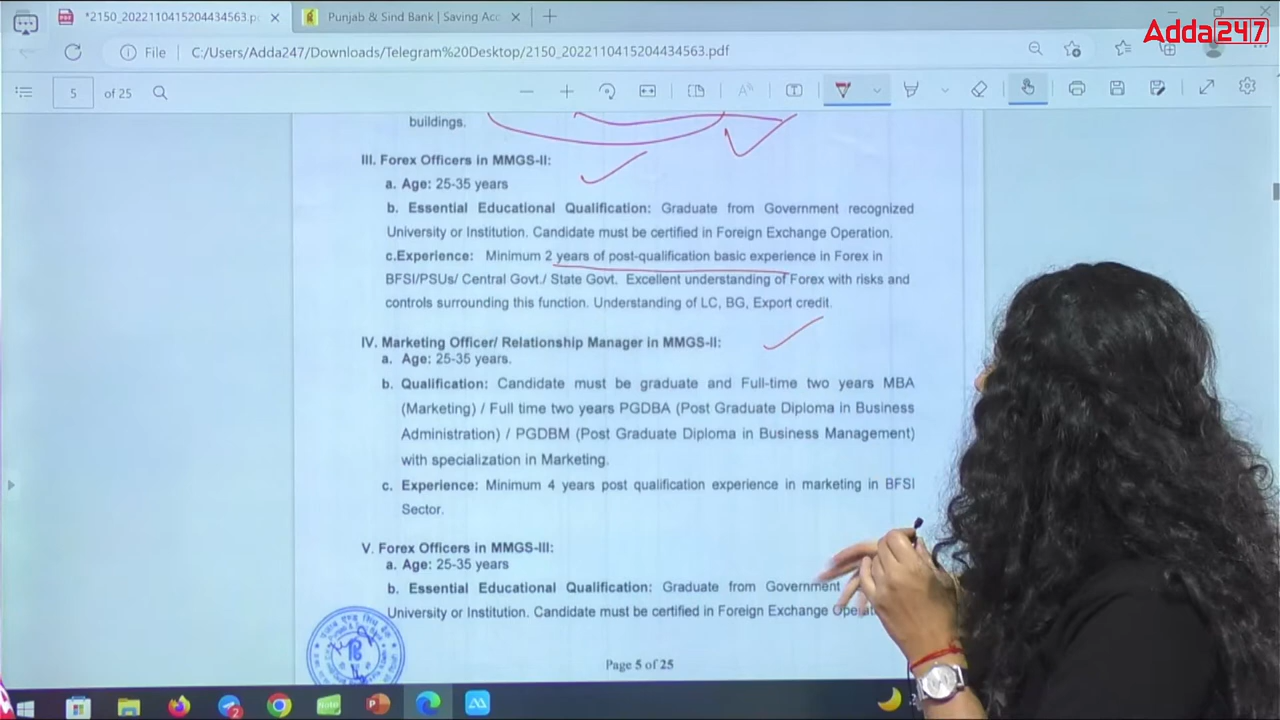 *2150_2022110415204434563.p
Punjab & Sind Bank | Saving Acc
Adda247
File
C:/Users/Adda247/Downloads/Telegram%20Desktop/2150_2022110415204434563.pdf
5
of 25
buildings.
III. Forex Officers in MMGS-II:
a. Age: 25-35 years
b. Essential Educational Qualification: Graduate from Government recognized
University or Institution. Candidate must be certified in Foreign Exchange Operation.
c.Experience: Minimum 2 years of post-qualification basic experience in Forex in
BFSI/PSUs/ Central Govt./ State Govt. Excellent understanding of Forex with risks and
controls surrounding this function. Understanding of LC, BG, Export credit.
IV. Marketing Officer/ Relationship Manager in MMGS-II:
a. Age: 25-35 years.
b. Qualification: Candidate must be graduate and Full-time two years MBA
(Marketing) / Full time two years PGDBA (Post Graduate Diploma in Business
Administration) / PGDBM (Post Graduate Diploma in Business Management)
with specialization in Marketing.
c. Experience: Minimum 4 years post qualification experience in marketing in BFSI
Sector.
V. Forex Officers in MMGS-III:
a. Age: 25-35 years
b. Essential Educational Qualification: Graduate from Government
University or Institution. Candidate must be certified in Foreign Exchange
Page 5 of 25